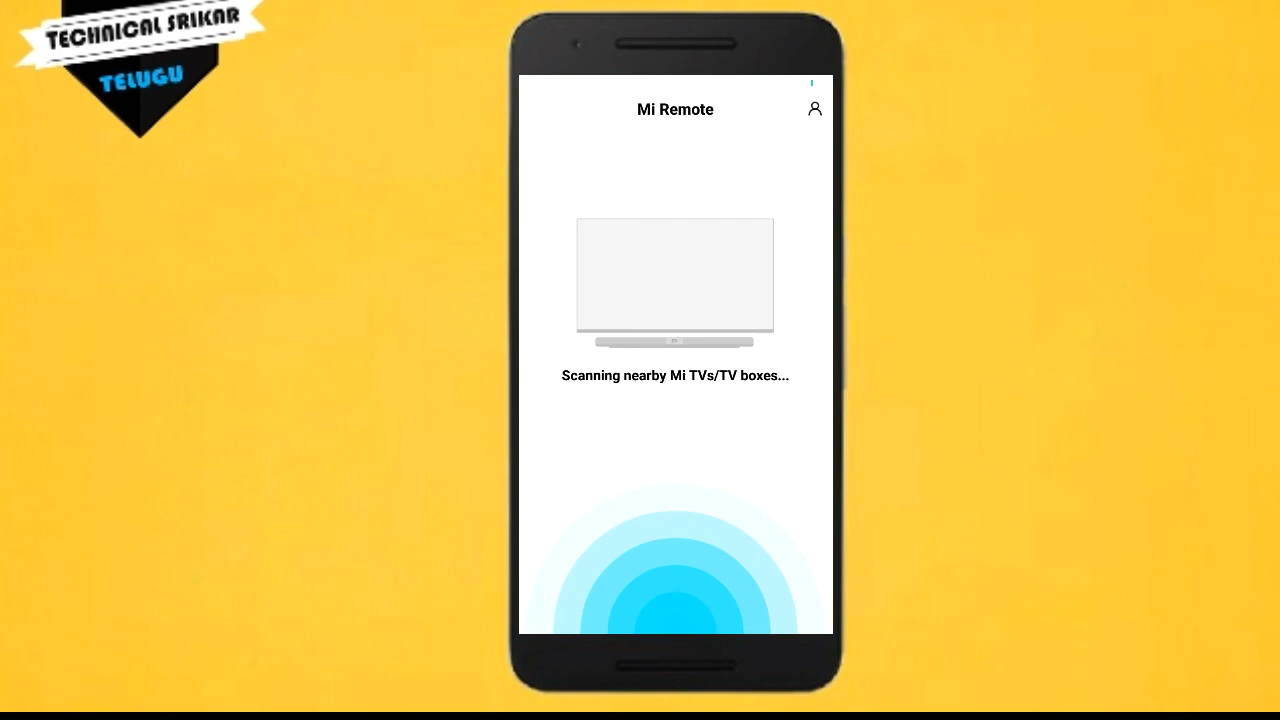 TECHNICAL SRIKAR
TELUGU
Mi Remote
Scanning nearby Mi TVs/TV boxes...